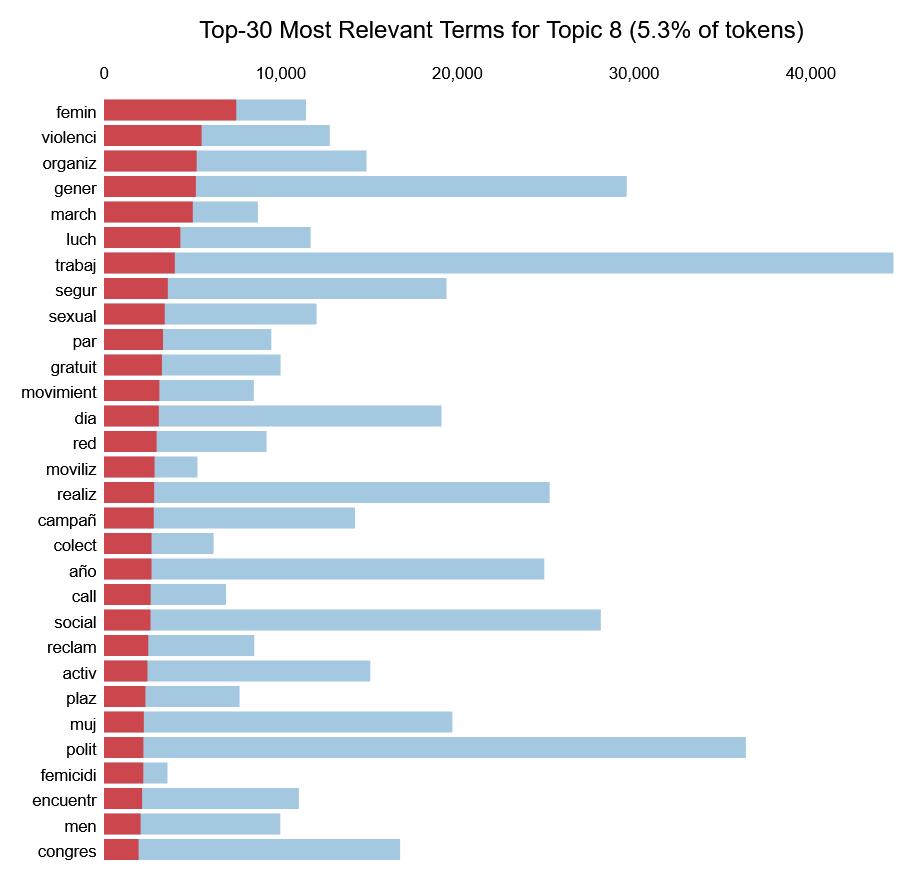 Top-30 Most Relevant Terms for Topic 8 (5.3% of tokens)
0 10,000 20,000 30,000 40,000
femin
violenci
organiz
gener
march
luch
trabaj
segur
sexual
par
gratuit
movimient
dia
red
moviliz
realiz
campañ
colect
año
call
social
reclam
activ
plaz
muj
polit
femicidi
encuentr
men
congres